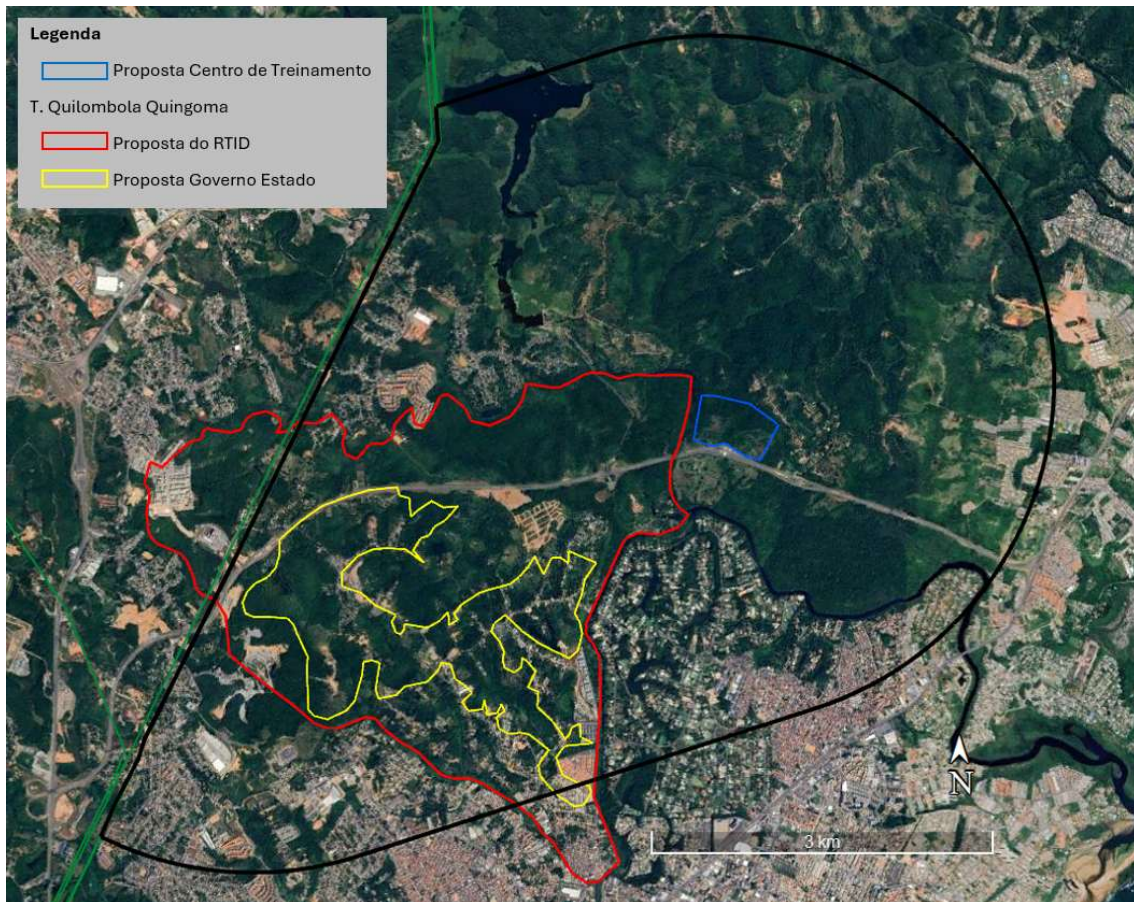 Legenda
Proposta Centro de Treinamento
T. Quilombola Quingoma
Proposta do RTID
Proposta Governo Estado
N
3 km